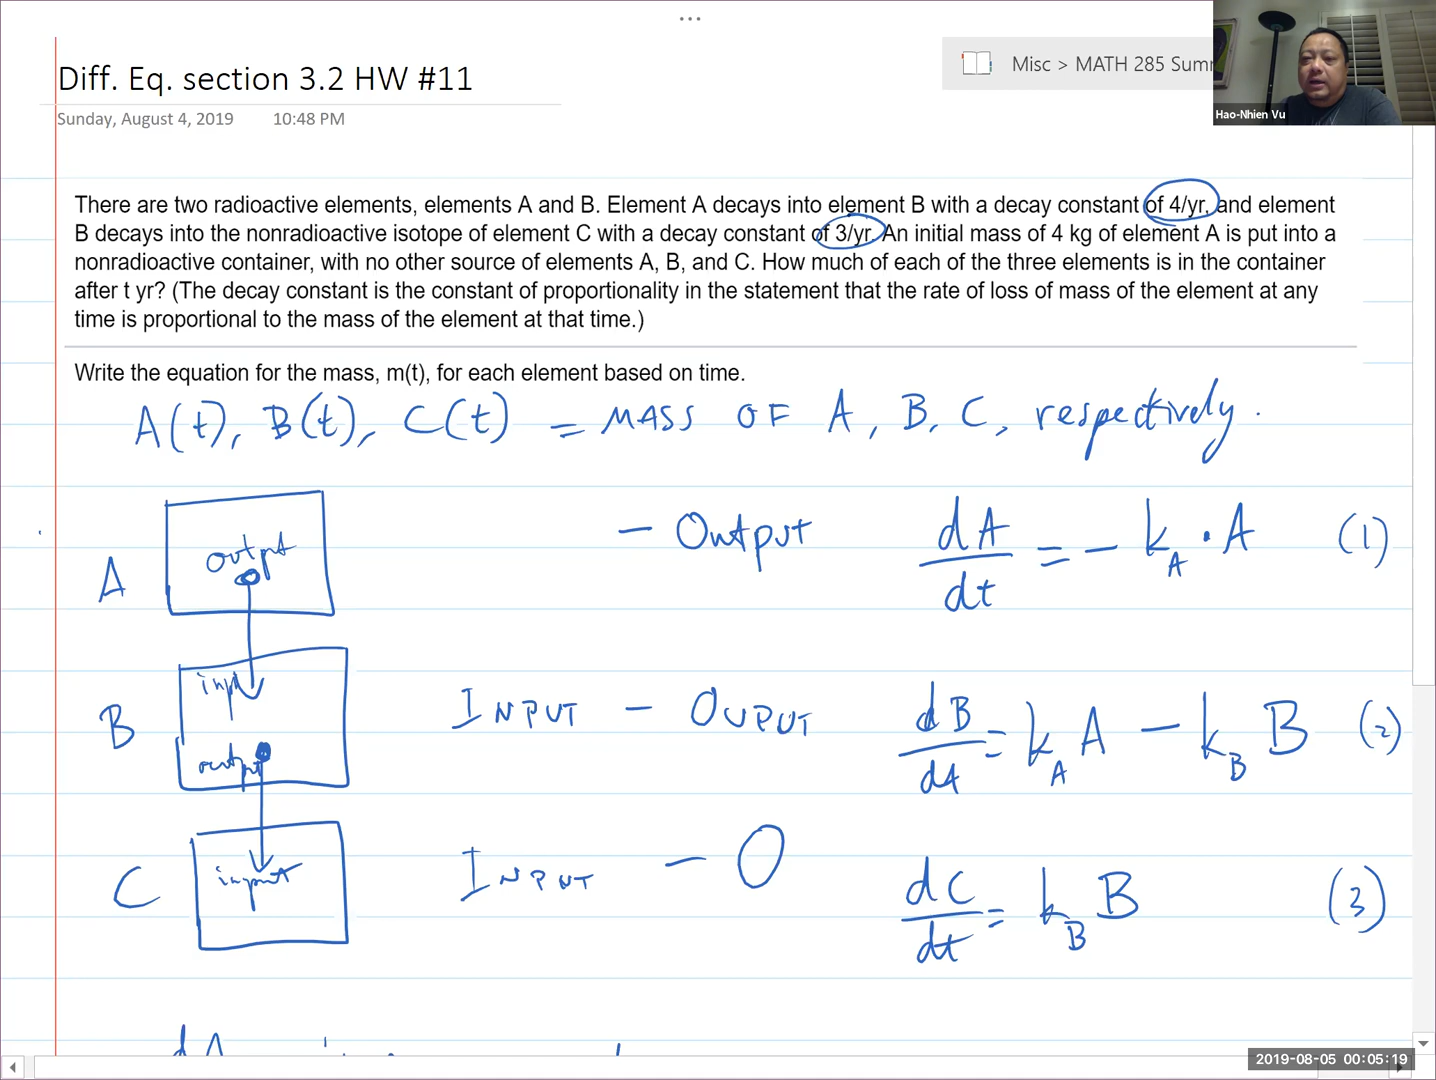 Diff. Eq. section 3.2 HW #11
Misc > MATH 285 Sum
Sunday, August 4, 2019 10:48 PM
Hao-Nhien Vu
There are two radioactive elements, elements A and B. Element A decays into element B with a decay constant of 4/yr, and element
B decays into the nonradioactive isotope of element C with a decay constant of 3/yr. An initial mass of 4 kg of element A is put into a
nonradioactive container, with no other source of elements A, B, and C. How much of each of the three elements is in the container
after t yr? (The decay constant is the constant of proportionality in the statement that the rate of loss of mass of the element at any
time is proportional to the mass of the element at that time.)
Write the equation for the mass, m(t), for each element based on time.
A(t), B(t), C(t) = MASS OF A, B, C, respectively.
A output − Output dA/dt = − k_A · A (1)
B input output INPUT − OUPUT dB/dt = k_A A − k_B B (2)
C input INPUT − 0 dC/dt = k_B B (3)
2019-08-05 00:05:19